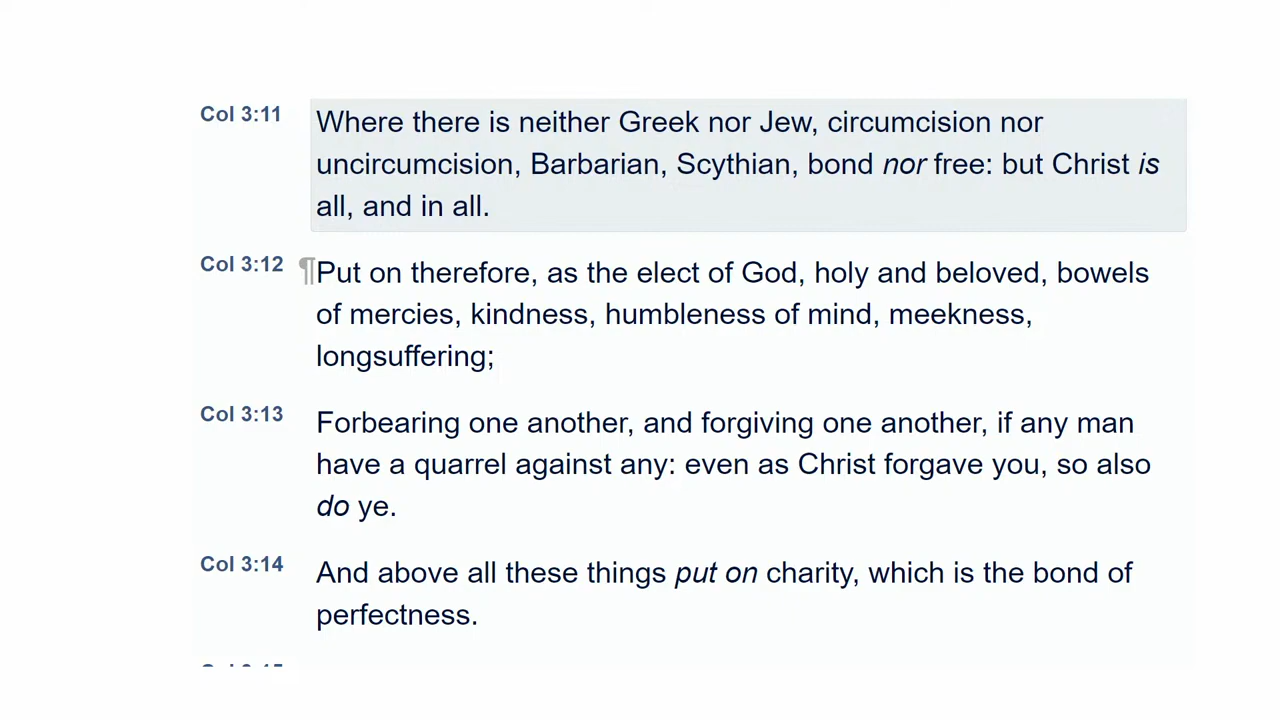 Col 3:11 Where there is neither Greek nor Jew, circumcision nor
uncircumcision, Barbarian, Scythian, bond nor free: but Christ is
all, and in all.
Col 3:12 ¶Put on therefore, as the elect of God, holy and beloved, bowels
of mercies, kindness, humbleness of mind, meekness,
longsuffering;
Col 3:13 Forbearing one another, and forgiving one another, if any man
have a quarrel against any: even as Christ forgave you, so also
do ye.
Col 3:14 And above all these things put on charity, which is the bond of
perfectness.